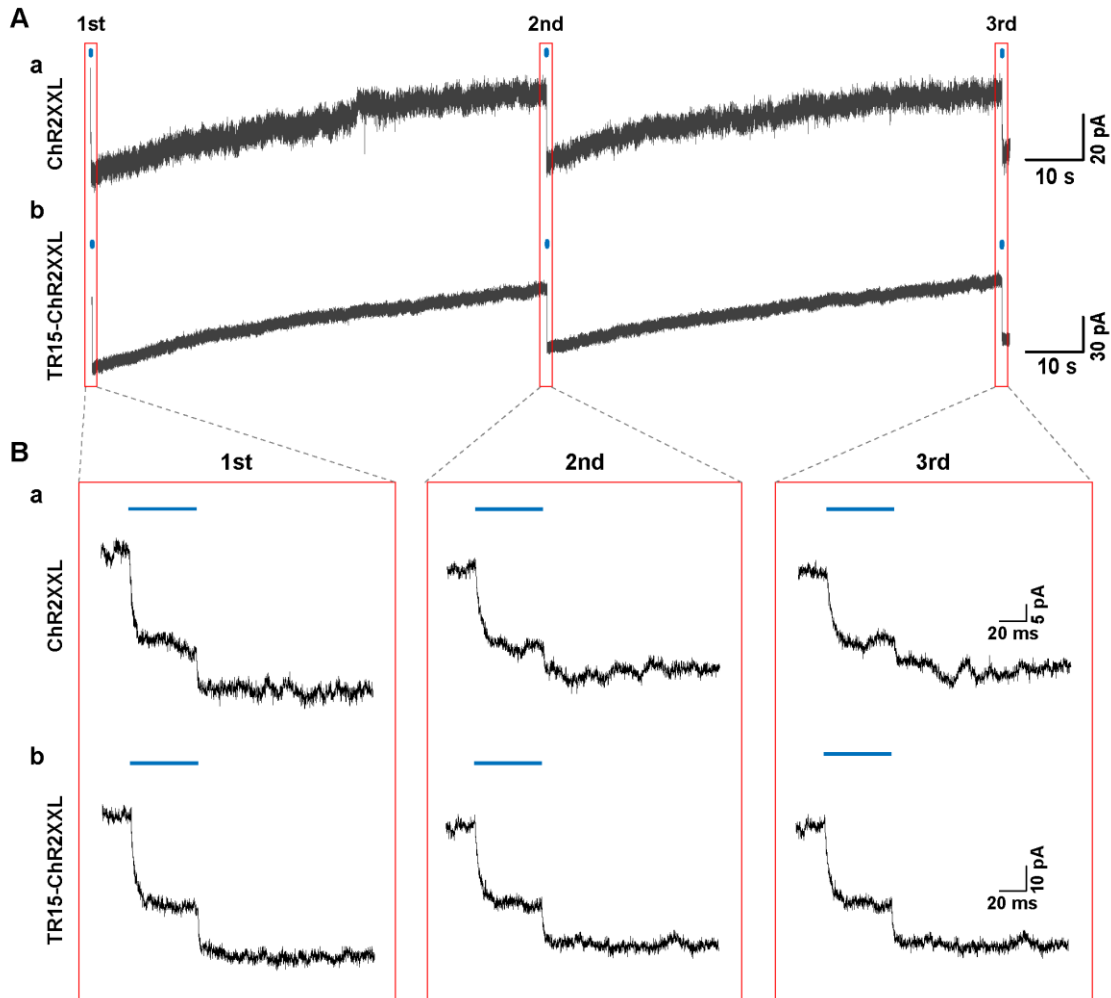 A
1st
2nd
3rd
a
ChR2XXL
20 pA
10 s
b
TR15-ChR2XXL
30 pA
10 s
B
1st
2nd
3rd
a
ChR2XXL
5 pA
20 ms
b
TR15-ChR2XXL
10 pA
20 ms